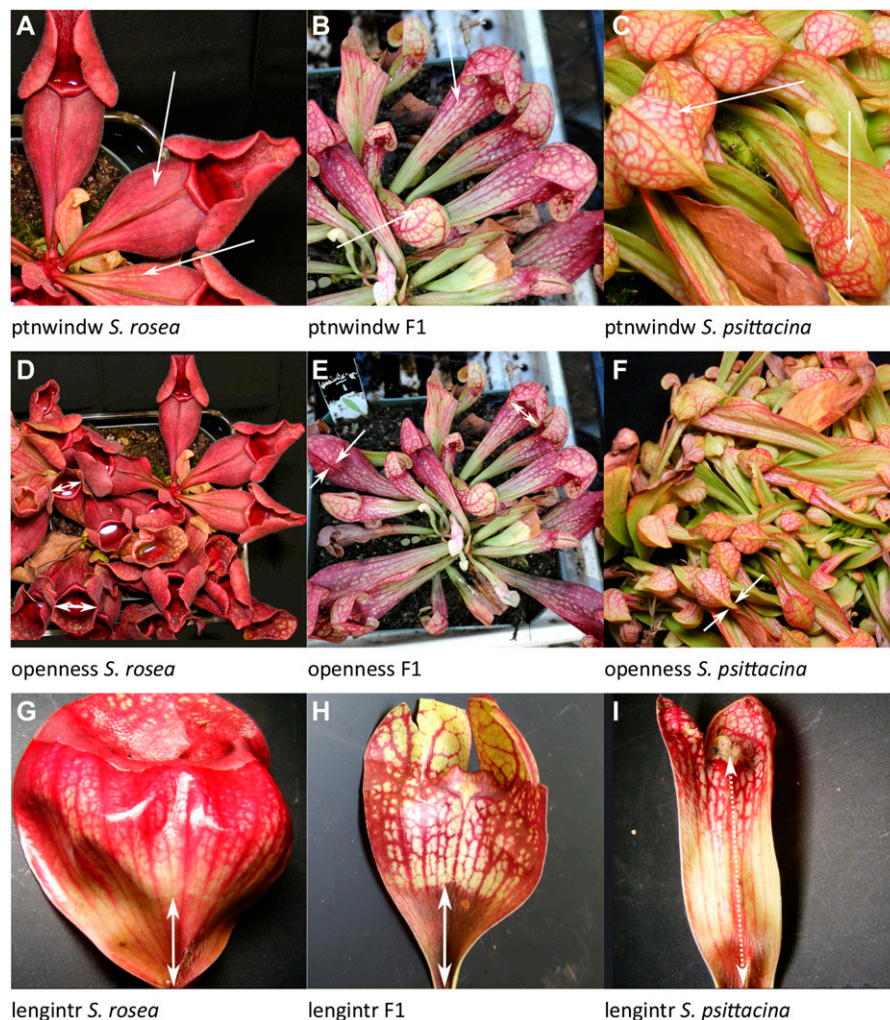 A
B
C
ptnwindw S. rosea
ptnwindw F1
ptnwindw S. psittacina
D
E
F
openness S. rosea
openness F1
openness S. psittacina
G
H
I
lengintr S. rosea
lengintr F1
lengintr S. psittacina